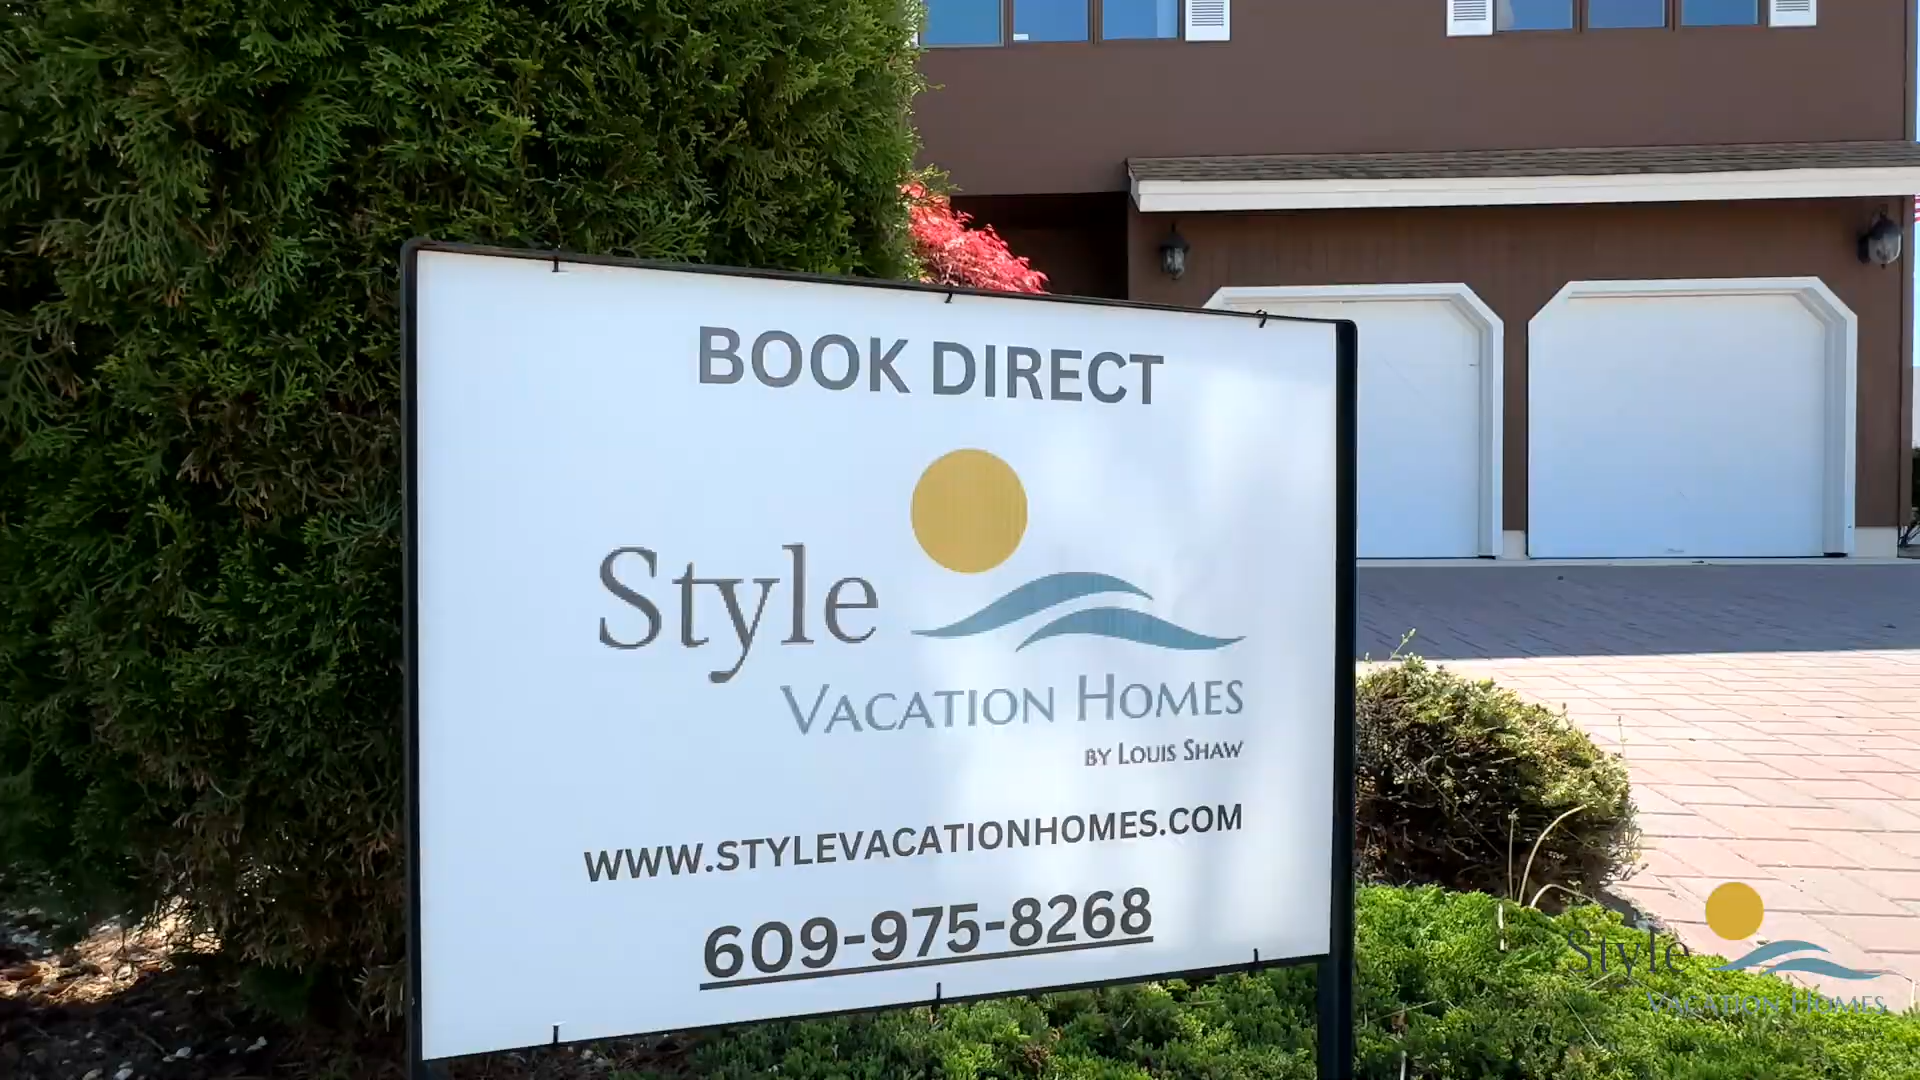 BOOK DIRECT
Style
VACATION HOMES
BY LOUIS SHAW
WWW.STYLEVACATIONHOMES.COM
609-975-8268
Style
VACATION HOMES